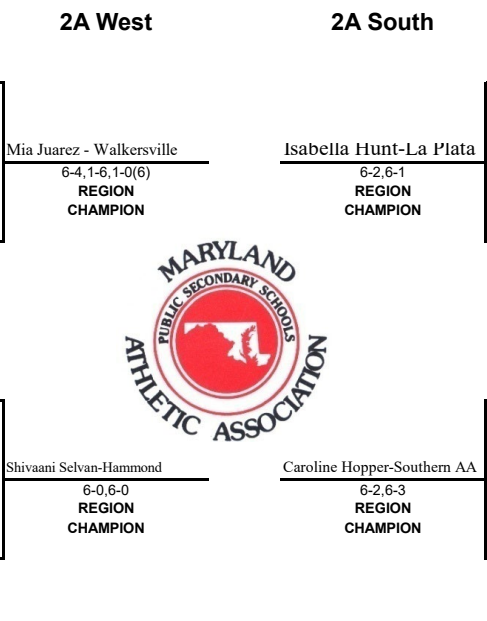 2A West
2A South
Mia Juarez - Walkersville
6-4,1-6,1-0(6)
REGION
CHAMPION
Isabella Hunt-La Plata
6-2,6-1
REGION
CHAMPION
MARYLAND
PUBLIC SECONDARY SCHOOLS
ATHLETIC ASSOCIATION
Shivaani Selvan-Hammond
6-0,6-0
REGION
CHAMPION
Caroline Hopper-Southern AA
6-2,6-3
REGION
CHAMPION